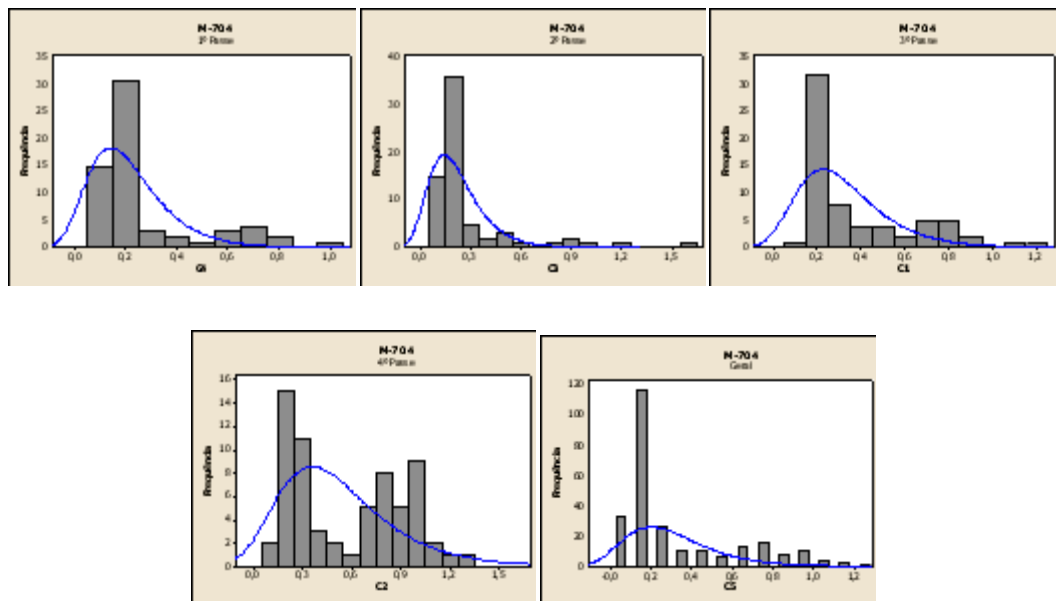 M-704
1º Passe
Frequência
35
30
25
20
15
10
5
0
0,0 0,2 0,4 0,6 0,8 1,0
M-704
2º Passe
Frequência
40
30
20
10
0
0,0 0,3 0,6 0,9 1,2 1,5
C3
M-704
3º Passe
Frequência
35
30
25
20
15
10
5
0
0,0 0,2 0,4 0,6 0,8 1,0 1,2
C1
M-704
4º Passe
Frequência
16
14
12
10
8
6
4
2
0
0,0 0,3 0,6 0,9 1,2 1,5
C2
M-704
Geral
Frequência
120
100
80
60
40
20
0
-0,0 0,2 0,4 0,6 0,8 1,0 1,2
C5